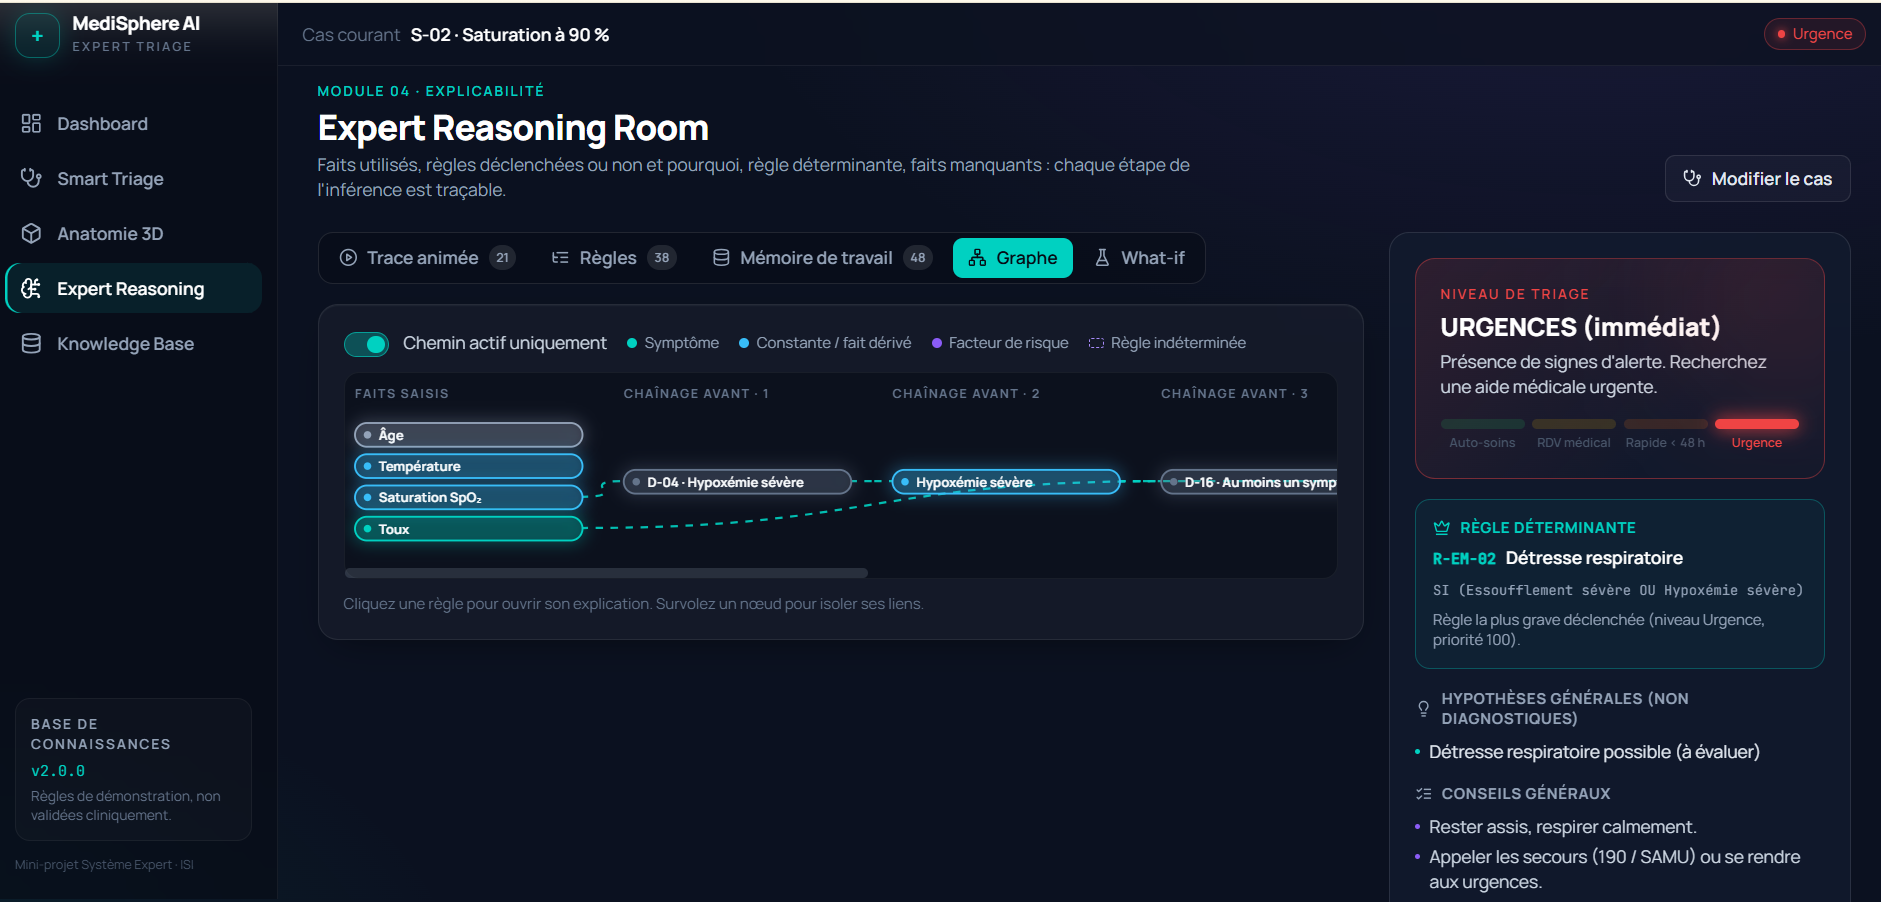 MediSphere AI
EXPERT TRIAGE
Dashboard
Smart Triage
Anatomie 3D
Expert Reasoning
Knowledge Base
BASE DE
CONNAISSANCES
v2.0.0
Règles de démonstration, non
validées cliniquement.
Mini-projet Système Expert · ISI
Cas courant S-02 · Saturation à 90 %
Urgence
MODULE 04 · EXPLICABILITÉ
Expert Reasoning Room
Faits utilisés, règles déclenchées ou non et pourquoi, règle déterminante, faits manquants : chaque étape de
l'inférence est traçable.
Modifier le cas
Trace animée 21 Règles 38 Mémoire de travail 48 Graphe What-if
Chemin actif uniquement Symptôme Constante / fait dérivé Facteur de risque Règle indéterminée
FAITS SAISIS CHAÎNAGE AVANT · 1 CHAÎNAGE AVANT · 2 CHAÎNAGE AVANT · 3
Âge
Température
Saturation SpO₂
Toux
D-04 · Hypoxémie sévère
Hypoxémie sévère
D-16 · Au moins un symp
Cliquez une règle pour ouvrir son explication. Survolez un nœud pour isoler ses liens.
NIVEAU DE TRIAGE
URGENCES (immédiat)
Présence de signes d'alerte. Recherchez
une aide médicale urgente.
Auto-soins RDV médical Rapide < 48 h Urgence
RÈGLE DÉTERMINANTE
R-EM-02 Détresse respiratoire
SI (Essoufflement sévère OU Hypoxémie sévère)
Règle la plus grave déclenchée (niveau Urgence,
priorité 100).
HYPOTHÈSES GÉNÉRALES (NON
DIAGNOSTIQUES)
• Détresse respiratoire possible (à évaluer)
CONSEILS GÉNÉRAUX
• Rester assis, respirer calmement.
• Appeler les secours (190 / SAMU) ou se rendre
aux urgences.